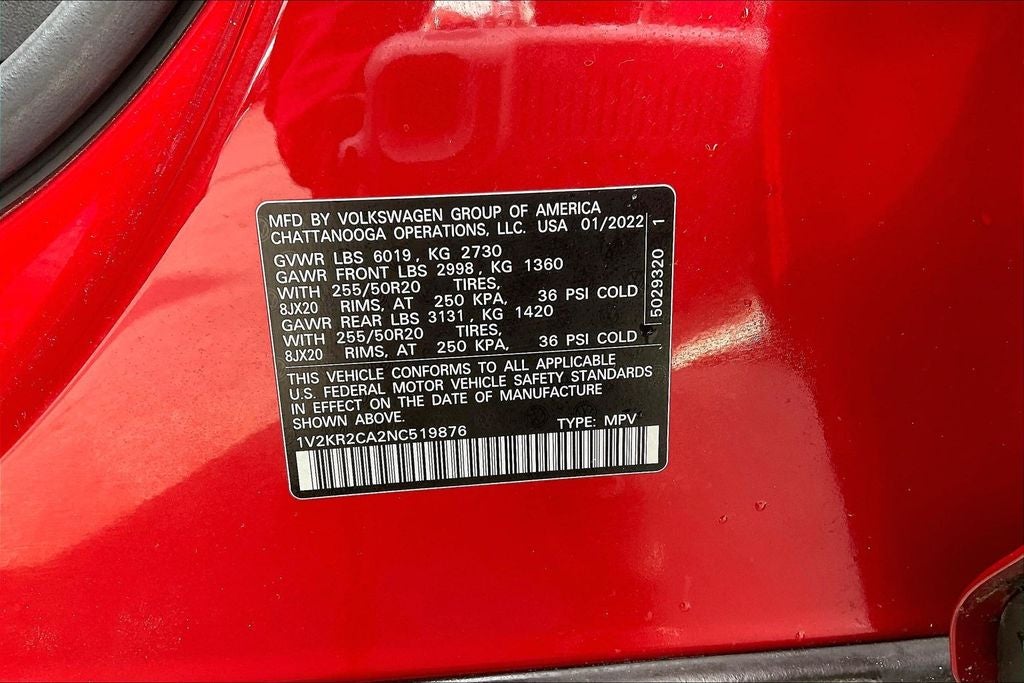 MFD BY VOLKSWAGEN GROUP OF AMERICA
CHATTANOOGA OPERATIONS, LLC. USA 01/2022
GVWR LBS 6019, KG 2730
GAWR FRONT LBS 2998, KG 1360
WITH 255/50R20 TIRES,
8JX20 RIMS, AT 250 KPA, 36 PSI COLD
GAWR REAR LBS 3131, KG 1420
WITH 255/50R20 TIRES,
8JX20 RIMS, AT 250 KPA, 36 PSI COLD
5029320 1
THIS VEHICLE CONFORMS TO ALL APPLICABLE
U.S. FEDERAL MOTOR VEHICLE SAFETY STANDARDS
IN EFFECT ON THE DATE OF MANUFACTURE
SHOWN ABOVE.
1V2KR2CA2NC519876 TYPE: MPV